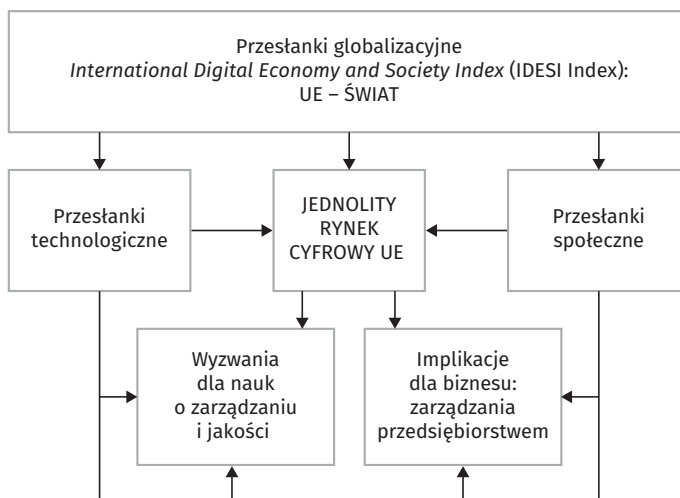 Przesłanki globalizacyjne
International Digital Economy and Society Index (IDESI Index):
UE – ŚWIAT
Przesłanki
technologiczne
JEDNOLITY
RYNEK
CYFROWY UE
Przesłanki
społeczne
Wyzwania
dla nauk
o zarządzaniu
i jakości
Implikacje
dla biznesu:
zarządzania
przedsiębiorstwem